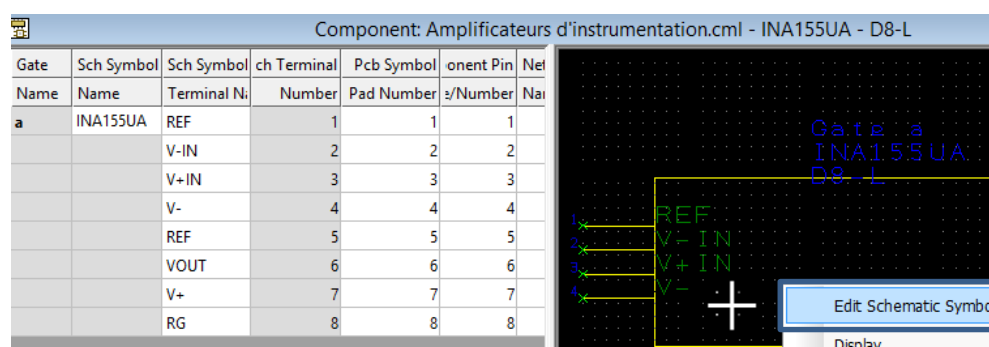 Component: Amplificateurs d'instrumentation.cml - INA155UA - D8-L
Gate Sch Symbol Sch Symbol ch Terminal Pcb Symbol onent Pin Net
Name Name Terminal Na Number Pad Number e/Number Nar
a INA155UA REF 1 1 1
V-IN 2 2 2
V+IN 3 3 3
V- 4 4 4
REF 5 5 5
VOUT 6 6 6
V+ 7 7 7
RG 8 8 8
Gate a
INA155UA
D8-L
1 REF
2 V-IN
3 V+IN
4 V-
Edit Schematic Symbo
Display